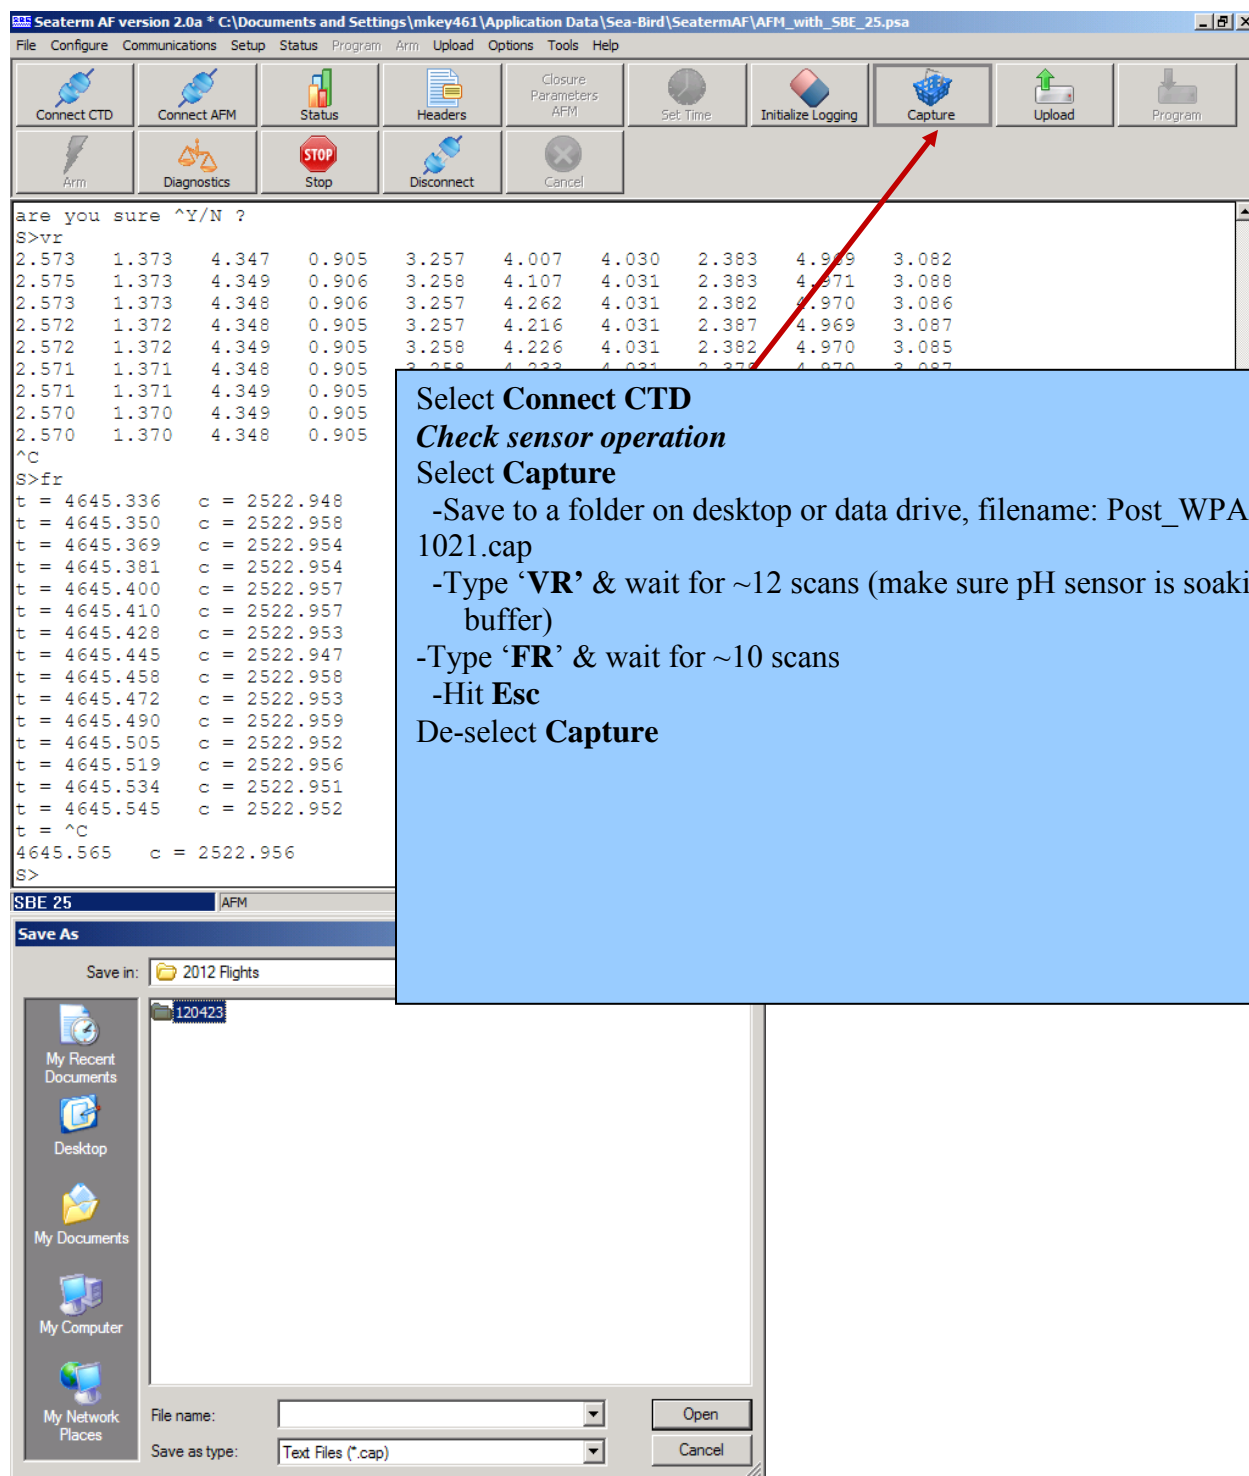 Seaterm AF version 2.0a * C:\Documents and Settings\mkey461\Application Data\Sea-Bird\SeatermAF\AFM_with_SBE_25.psa
File Configure Communications Setup Status Program Arm Upload Options Tools Help
Connect CTD Connect AFM Status Headers Closure Parameters AFM Set Time Initialize Logging Capture Upload Program
Arm Diagnostics STOP Stop Disconnect Cancel
are you sure ^Y/N ?
S>vr
2.573 1.373 4.347 0.905 3.257 4.007 4.030 2.383 4.969 3.082
2.575 1.373 4.349 0.906 3.258 4.107 4.031 2.383 4.971 3.088
2.573 1.373 4.348 0.906 3.257 4.262 4.031 2.382 4.970 3.086
2.572 1.372 4.348 0.905 3.257 4.216 4.031 2.387 4.969 3.087
2.572 1.372 4.349 0.905 3.258 4.226 4.031 2.382 4.970 3.085
2.571 1.371 4.348 0.905
2.571 1.371 4.349 0.905
2.570 1.370 4.349 0.905
2.570 1.370 4.348 0.905
^C
S>fr
t = 4645.336 c = 2522.948
t = 4645.350 c = 2522.958
t = 4645.369 c = 2522.954
t = 4645.381 c = 2522.954
t = 4645.400 c = 2522.957
t = 4645.410 c = 2522.957
t = 4645.428 c = 2522.953
t = 4645.445 c = 2522.947
t = 4645.458 c = 2522.958
t = 4645.472 c = 2522.953
t = 4645.490 c = 2522.959
t = 4645.505 c = 2522.952
t = 4645.519 c = 2522.956
t = 4645.534 c = 2522.951
t = 4645.545 c = 2522.952
t = ^C
4645.565 c = 2522.956
S>
Select Connect CTD
Check sensor operation
Select Capture
-Save to a folder on desktop or data drive, filename: Post_WPA
1021.cap
-Type ‘VR’ & wait for ~12 scans (make sure pH sensor is soaki
buffer)
-Type ‘FR’ & wait for ~10 scans
-Hit Esc
De-select Capture
SBE 25 AFM
Save As
Save in: 2012 Flights
120423
My Recent Documents
Desktop
My Documents
My Computer
My Network Places
File name: Open
Save as type: Text Files (*.cap) Cancel